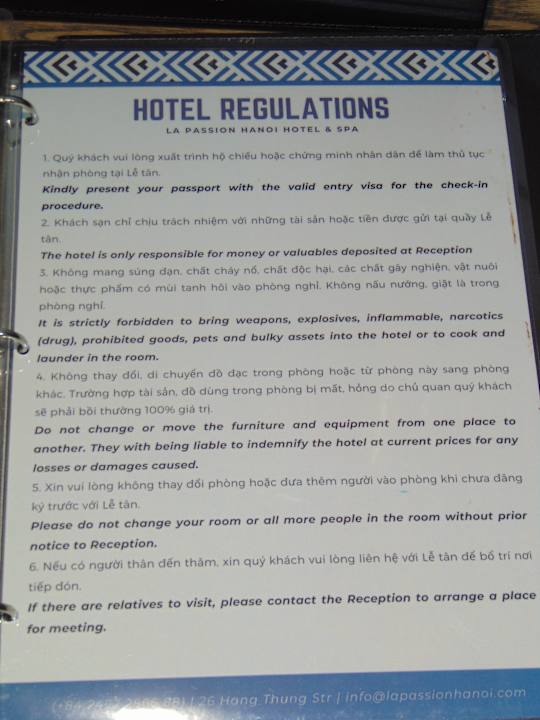 HOTEL REGULATIONS
LA PASSION HANOI HOTEL & SPA
1. Quý khách vui lòng xuất trình hộ chiếu hoặc chứng minh nhân dân để làm thủ tục
nhận phòng tại Lễ tân.
Kindly present your passport with the valid entry visa for the check-in
procedure.
2. Khách sạn chỉ chịu trách nhiệm với những tài sản hoặc tiền được gửi tại quầy Lễ
tân.
The hotel is only responsible for money or valuables deposited at Reception
3. Không mang súng đạn, chất cháy nổ, chất độc hại, các chất gây nghiện, vật nuôi
hoặc thực phẩm có mùi tanh hôi vào phòng nghỉ. Không nấu nướng, giặt là trong
phòng nghỉ.
It is strictly forbidden to bring weapons, explosives, inflammable, narcotics
(drug), prohibited goods, pets and bulky assets into the hotel or to cook and
launder in the room.
4. Không thay đổi, di chuyển đồ đạc trong phòng hoặc từ phòng này sang phòng
khác. Trường hợp tài sản, đồ dùng trong phòng bị mất, hỏng do chủ quan quý khách
sẽ phải bồi thường 100% giá trị.
Do not change or move the furniture and equipment from one place to
another. They with being liable to indemnify the hotel at current prices for any
losses or damages caused.
5. Xin vui lòng không thay đổi phòng hoặc đưa thêm người vào phòng khi chưa đăng
ký trước với Lễ tân.
Please do not change your room or all more people in the room without prior
notice to Reception.
6. Nếu có người thân đến thăm, xin quý khách vui lòng liên hệ với Lễ tân để bố trí nơi
tiếp đón.
If there are relatives to visit, please contact the Reception to arrange a place
for meeting.
26 Hang Thung Str | info@lapassionhanoi.com